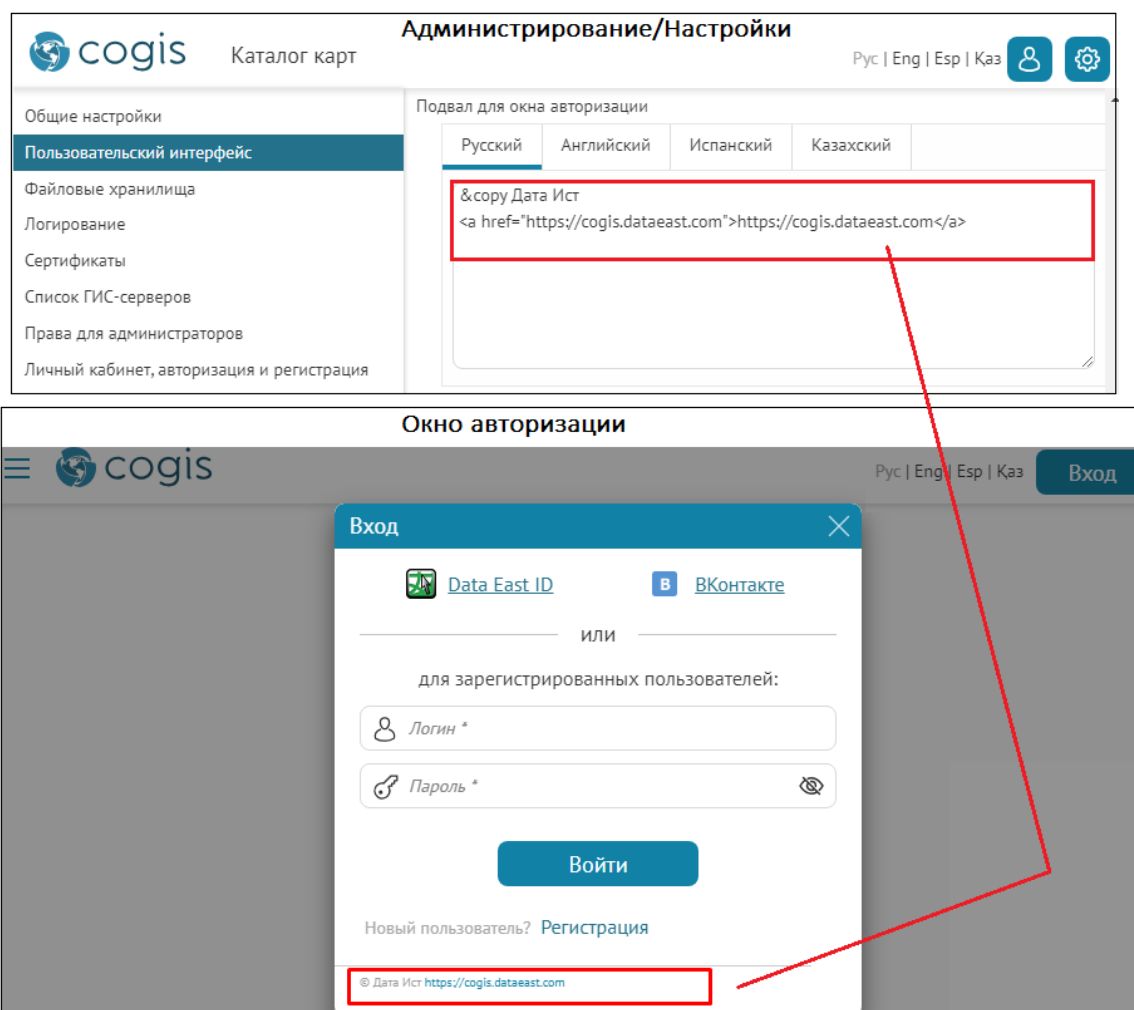 Администрирование/Настройки
cogis Каталог карт Рус | Eng | Esp | Қаз
Общие настройки
Пользовательский интерфейс
Файловые хранилища
Логирование
Сертификаты
Список ГИС-серверов
Права для администраторов
Личный кабинет, авторизация и регистрация
Подвал для окна авторизации
Русский Английский Испанский Казахский
&copy Дата Ист
<a href="https://cogis.dataeast.com">https://cogis.dataeast.com</a>
Окно авторизации
cogis Рус | Eng | Esp | Қаз Вход
Вход
Data East ID B ВКонтакте
или
для зарегистрированных пользователей:
Логин *
Пароль *
Войти
Новый пользователь? Регистрация
© Дата Ист https://cogis.dataeast.com